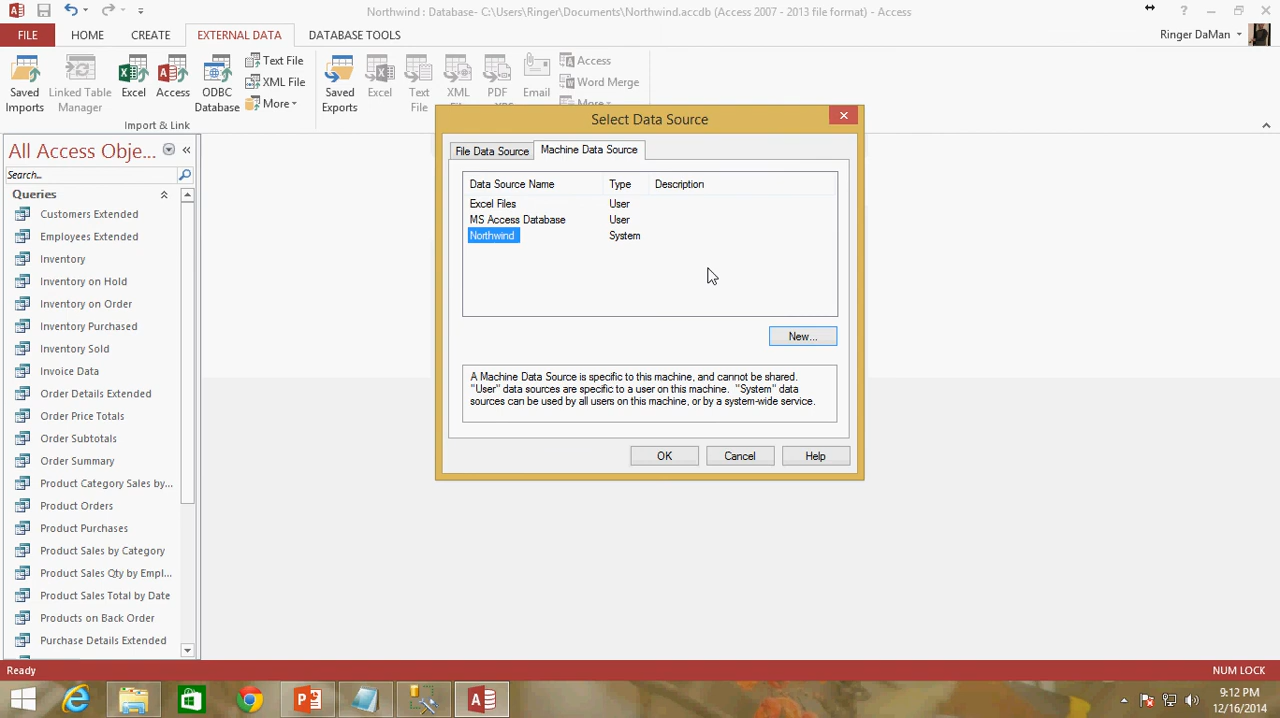 Northwind : Database- C:\Users\Ringer\Documents\Northwind.accdb (Access 2007 - 2013 file format) - Access
FILE HOME CREATE EXTERNAL DATA DATABASE TOOLS Ringer DaMan
Saved Imports
Linked Table Manager
Excel
Access
ODBC Database
Text File
XML File
More
Saved Exports
Excel
Text File
XML File
PDF
Email
Access
Word Merge
More
Import & Link
All Access Obje...
Search...
Queries
Customers Extended
Employees Extended
Inventory
Inventory on Hold
Inventory on Order
Inventory Purchased
Inventory Sold
Invoice Data
Order Details Extended
Order Price Totals
Order Subtotals
Order Summary
Product Category Sales by...
Product Orders
Product Purchases
Product Sales by Category
Product Sales Qty by Empl...
Product Sales Total by Date
Products on Back Order
Purchase Details Extended
Select Data Source
File Data Source Machine Data Source
Data Source Name Type Description
Excel Files User
MS Access Database User
Northwind System
New...
A Machine Data Source is specific to this machine, and cannot be shared.
"User" data sources are specific to a user on this machine. "System" data
sources can be used by all users on this machine, or by a system-wide service.
OK Cancel Help
Ready NUM LOCK
9:12 PM
12/16/2014